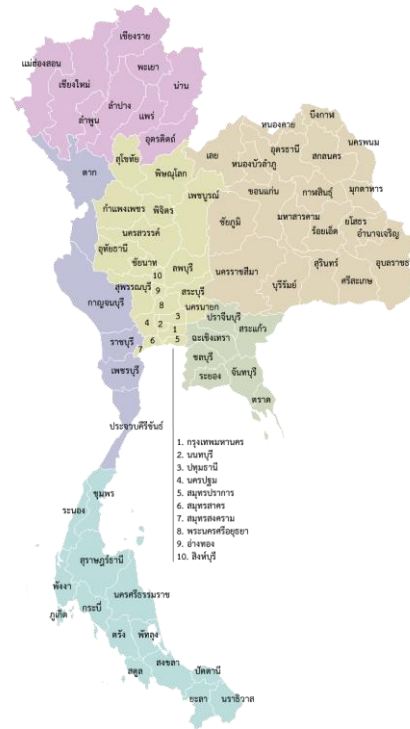 เชียงราย
แม่ฮ่องสอน
พะเยา
เชียงใหม่
น่าน
ลำปาง
แพร่
ลำพูน
อุตรดิตถ์
ตาก
สุโขทัย
พิษณุโลก
เพชรบูรณ์
กำแพงเพชร
พิจิตร
นครสวรรค์
อุทัยธานี
ชัยนาท
ลพบุรี
10
สุพรรณบุรี
9
สระบุรี
8
นครนายก
3
4
2
1
6
5
7
บึงกาฬ
หนองคาย
เลย
อุดรธานี
นครพนม
สกลนคร
หนองบัวลำภู
ขอนแก่น
กาฬสินธุ์
มุกดาหาร
ชัยภูมิ
มหาสารคาม
ยโสธร
ร้อยเอ็ด
อำนาจเจริญ
นครราชสีมา
สุรินทร์
อุบลราชธ
บุรีรัมย์
ศรีสะเกษ
ปราจีนบุรี
สระแก้ว
ฉะเชิงเทรา
ชลบุรี
ระยอง
จันทบุรี
ตราด
กาญจนบุรี
ราชบุรี
เพชรบุรี
ประจวบคีรีขันธ์
1. กรุงเทพมหานคร
2. นนทบุรี
3. ปทุมธานี
4. นครปฐม
5. สมุทรปราการ
6. สมุทรสาคร
7. สมุทรสงคราม
8. พระนครศรีอยุธยา
9. อ่างทอง
10. สิงห์บุรี
ชุมพร
ระนอง
สุราษฎร์ธานี
พังงา
นครศรีธรรมราช
กระบี่
ภูเก็ต
ตรัง
พัทลุง
สงขลา
สตูล
ปัตตานี
ยะลา
นราธิวาส